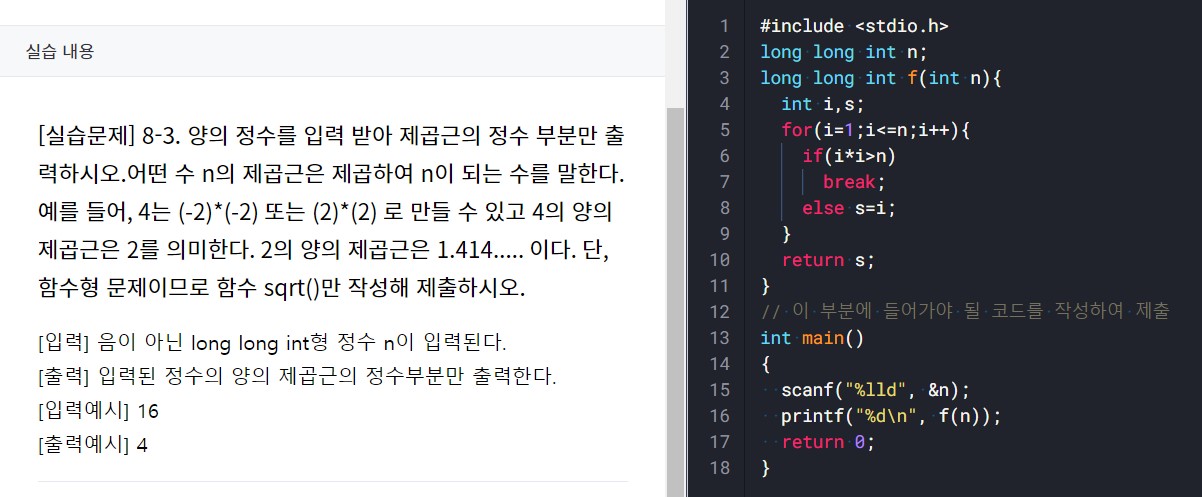 실습 내용
[실습문제] 8-3. 양의 정수를 입력 받아 제곱근의 정수 부분만 출
력하시오.어떤 수 n의 제곱근은 제곱하여 n이 되는 수를 말한다.
예를 들어, 4는 (-2)*(-2) 또는 (2)*(2) 로 만들 수 있고 4의 양의
제곱근은 2를 의미한다. 2의 양의 제곱근은 1.414..... 이다. 단,
함수형 문제이므로 함수 sqrt()만 작성해 제출하시오.
[입력] 음이 아닌 long long int형 정수 n이 입력된다.
[출력] 입력된 정수의 양의 제곱근의 정수부분만 출력한다.
[입력예시] 16
[출력예시] 4
1 #include <stdio.h>
2 long long int n;
3 long long int f(int n){
4 int i,s;
5 for(i=1;i<=n;i++){
6 if(i*i>n)
7 break;
8 else s=i;
9 }
10 return s;
11 }
12 // 이 부분에 들어가야 될 코드를 작성하여 제출
13 int main()
14 {
15 scanf("%lld", &n);
16 printf("%d\n", f(n));
17 return 0;
18 }